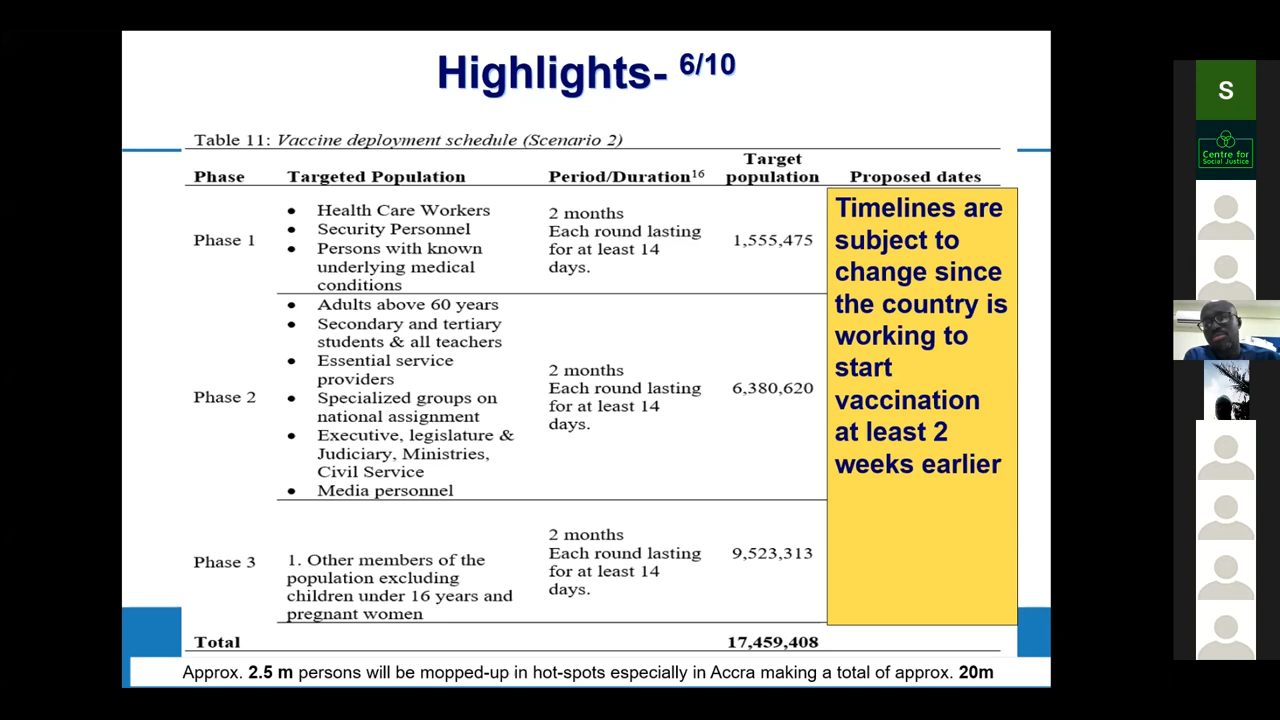 Highlights- 6/10
Table 11: Vaccine deployment schedule (Scenario 2)
Phase Targeted Population Period/Duration16 Target population Proposed dates
Phase 1
• Health Care Workers
• Security Personnel
• Persons with known
underlying medical
conditions
2 months
Each round lasting
for at least 14
days.
1,555,475
Phase 2
• Adults above 60 years
• Secondary and tertiary
students & all teachers
• Essential service
providers
• Specialized groups on
national assignment
• Executive, legislature &
Judiciary, Ministries,
Civil Service
• Media personnel
2 months
Each round lasting
for at least 14
days.
6,380,620
Phase 3
1. Other members of the
population excluding
children under 16 years and
pregnant women
2 months
Each round lasting
for at least 14
days.
9,523,313
Timelines are
subject to
change since
the country is
working to
start
vaccination
at least 2
weeks earlier
Total 17,459,408
Approx. 2.5 m persons will be mopped-up in hot-spots especially in Accra making a total of approx. 20m
S
Centre for
Social Justice